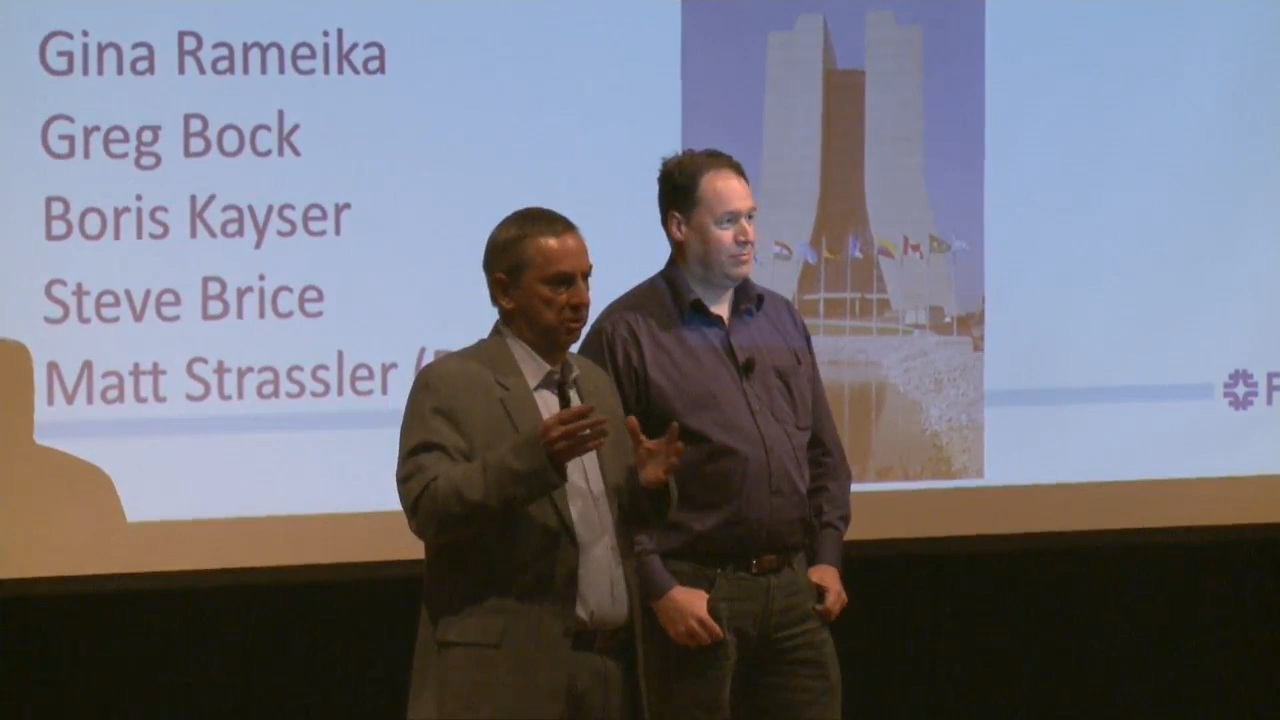 Gina Rameika
Greg Bock
Boris Kayser
Steve Brice
Matt Strassler (
F